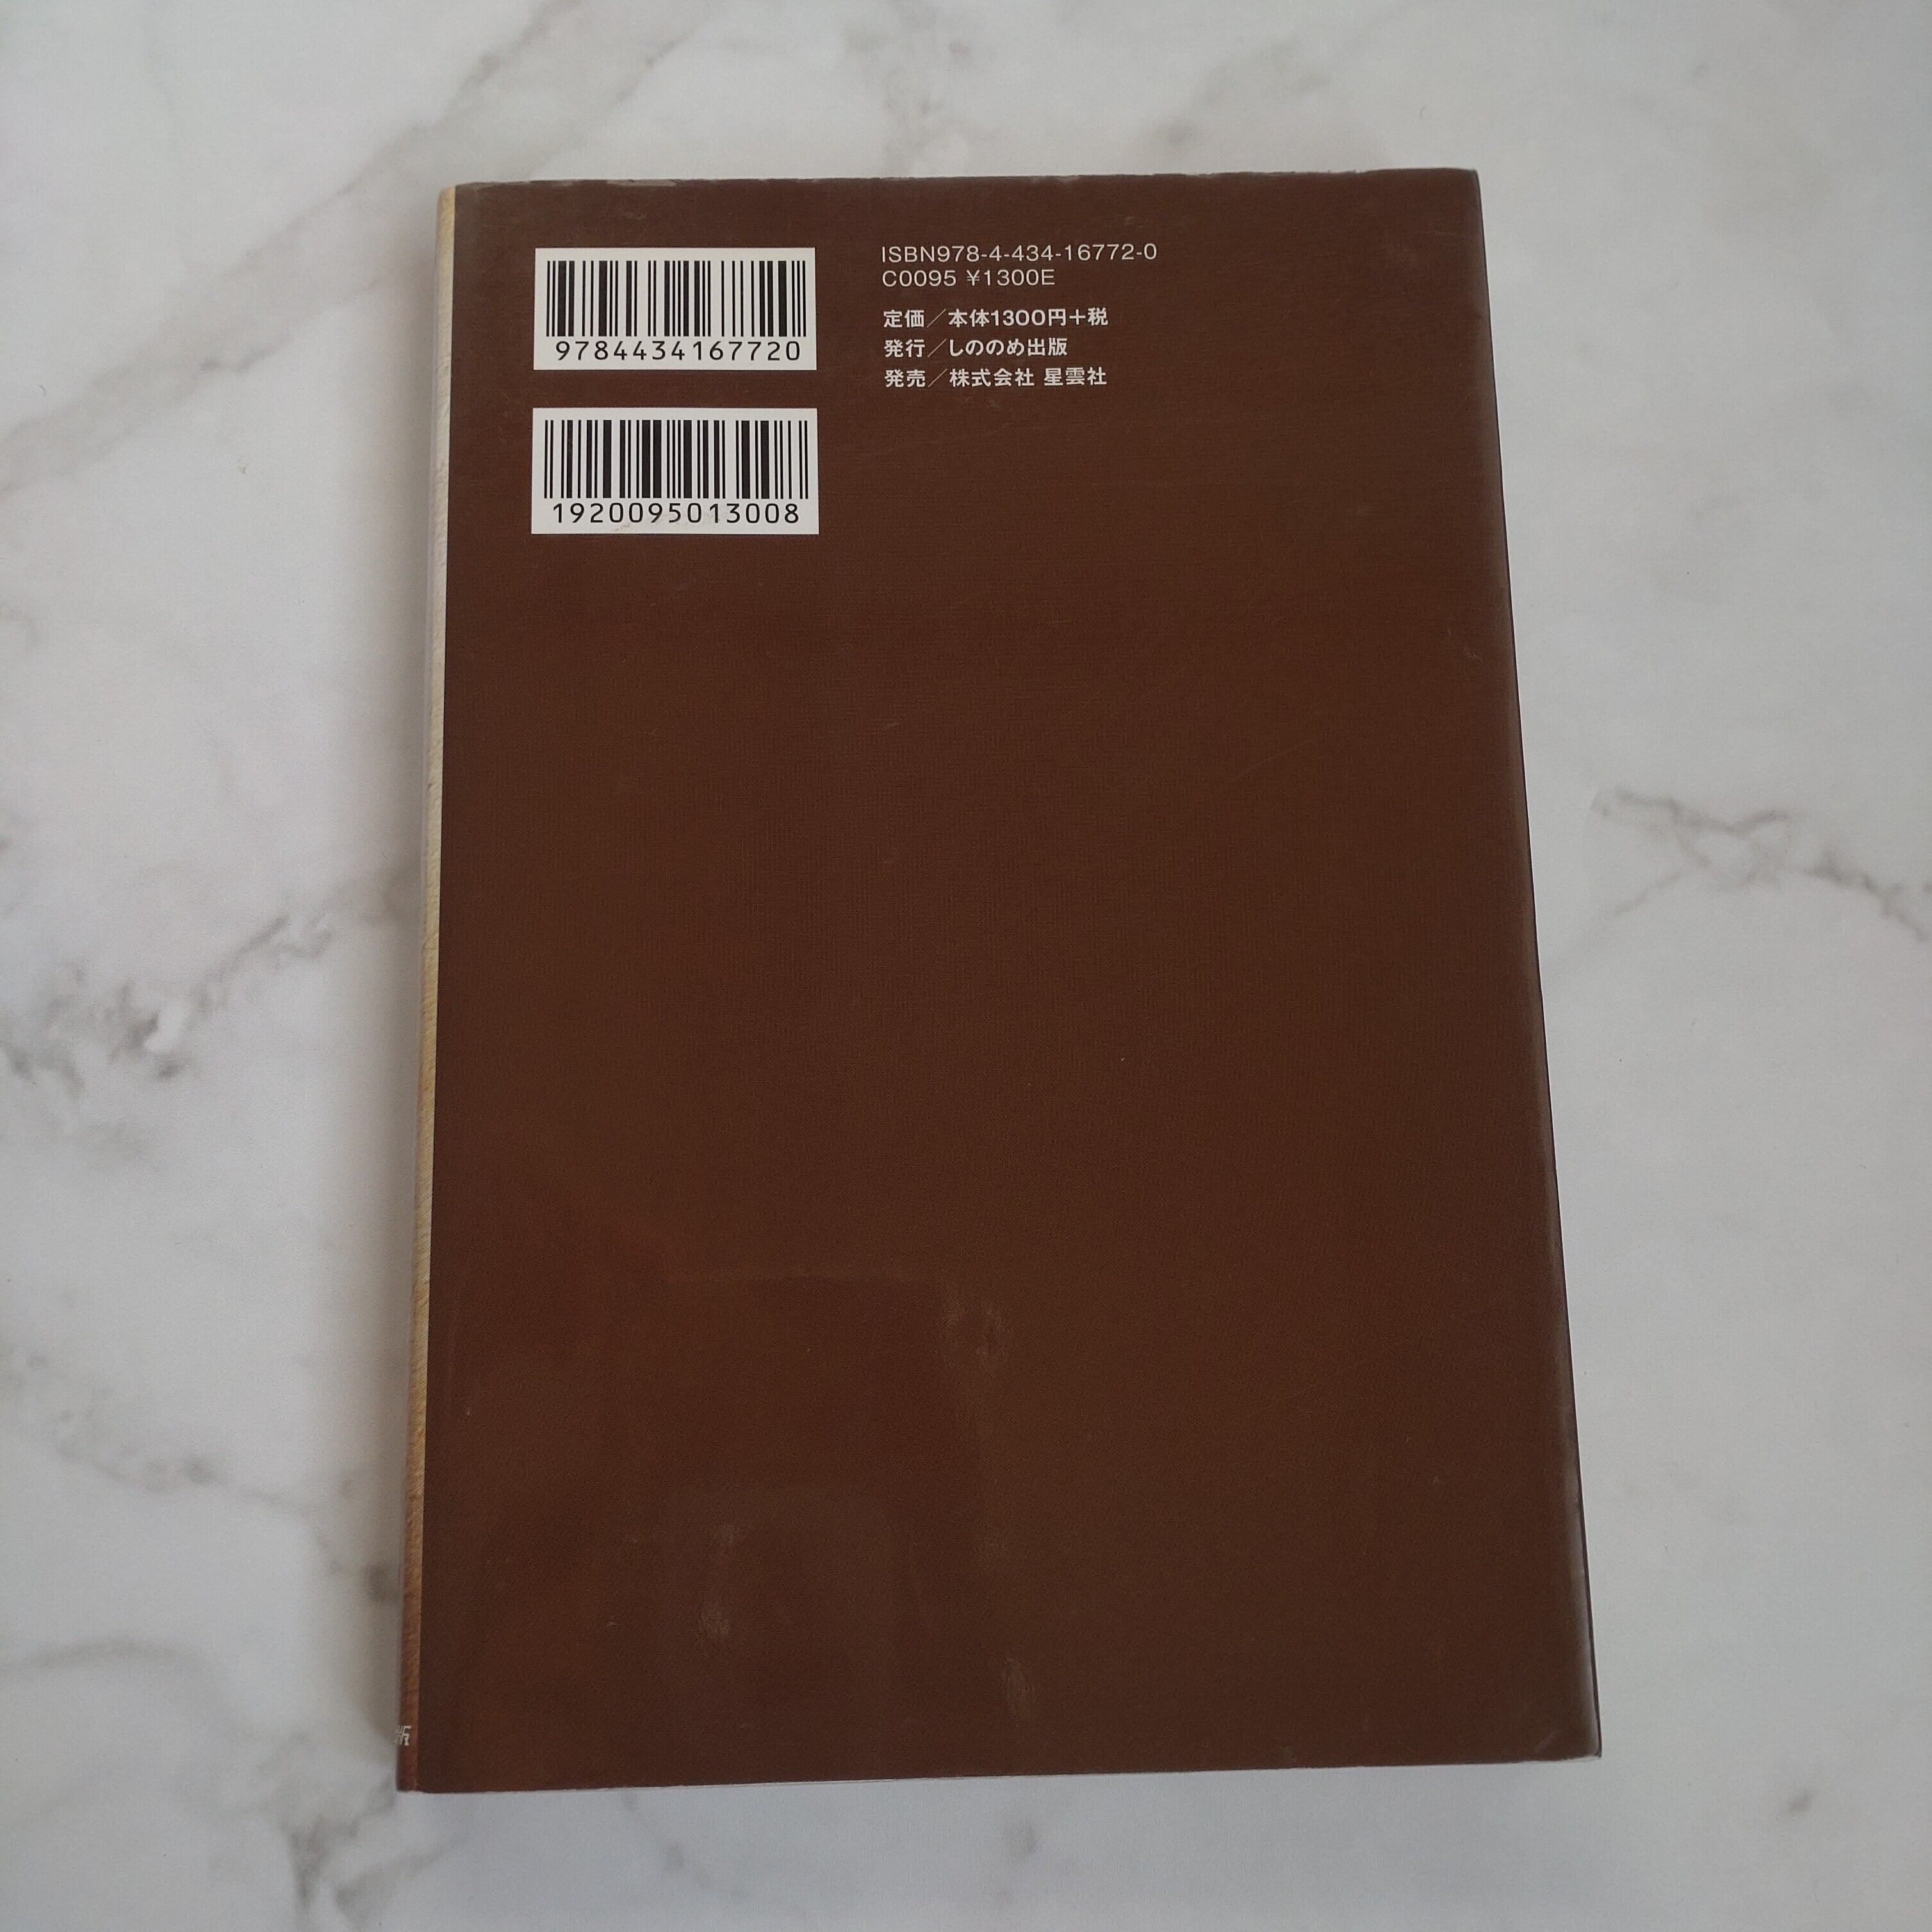 9784434167720
1920095013008
ISBN978-4-434-16772-0
C0095 ¥1300E
定価／本体1300円+税
発行／しののめ出版
発売／株式会社 星雲社